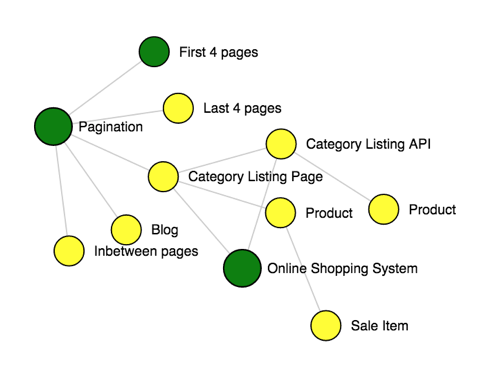 First 4 pages
Last 4 pages
Pagination
Category Listing API
Category Listing Page
Product
Product
Blog
Inbetween pages
Online Shopping System
Sale Item